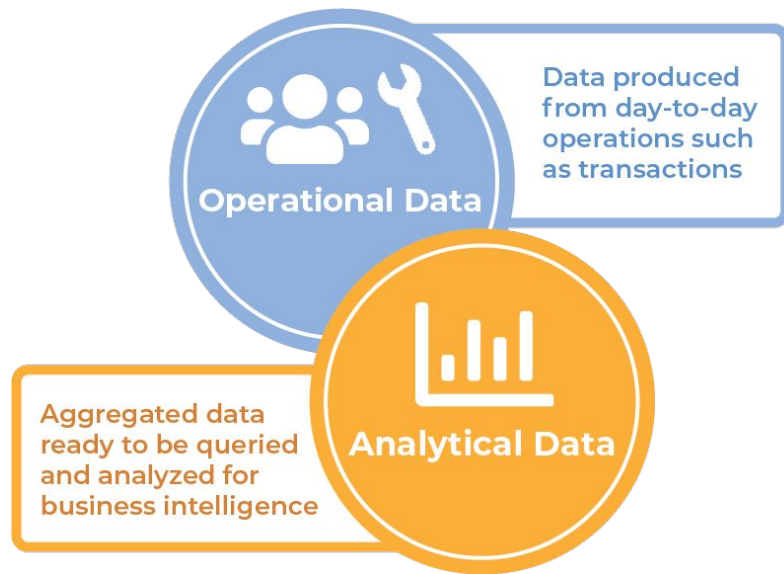 Operational Data
Data produced
from day-to-day
operations such
as transactions
Analytical Data
Aggregated data
ready to be queried
and analyzed for
business intelligence